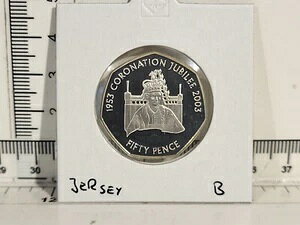 1953 CORONATION JUBILEE 2003
FIFTY PENCE
JERSEY
B